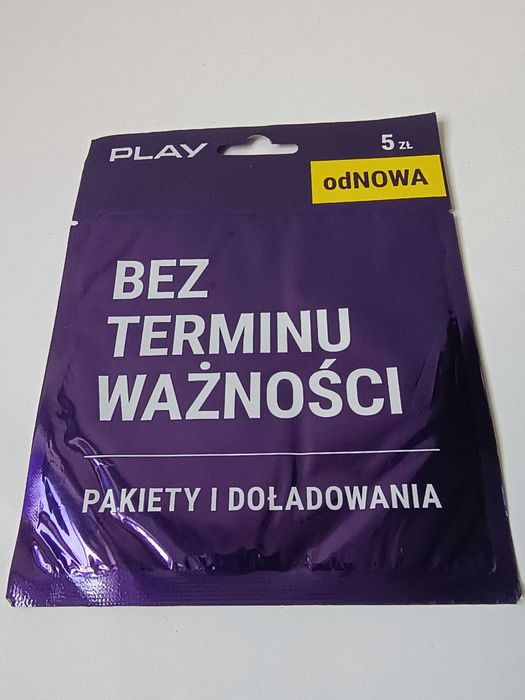 PLAY
5 ZŁ
odNOWA
BEZ
TERMINU
WAŻNOŚCI
PAKIETY I DOŁADOWANIA